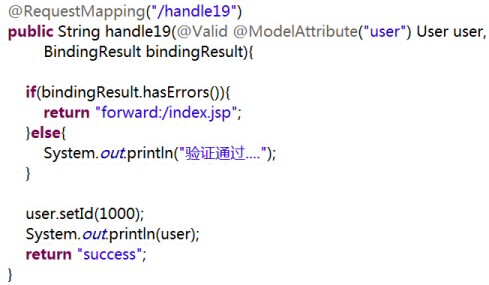 @RequestMapping("/handle19")
public String handle19(@Valid @ModelAttribute("user") User user,
        BindingResult bindingResult){

    if(bindingResult.hasErrors()){
        return "forward:/index.jsp";
    }else{
        System.out.println("验证通过....");
    }

    user.setId(1000);
    System.out.println(user);
    return "success";
}